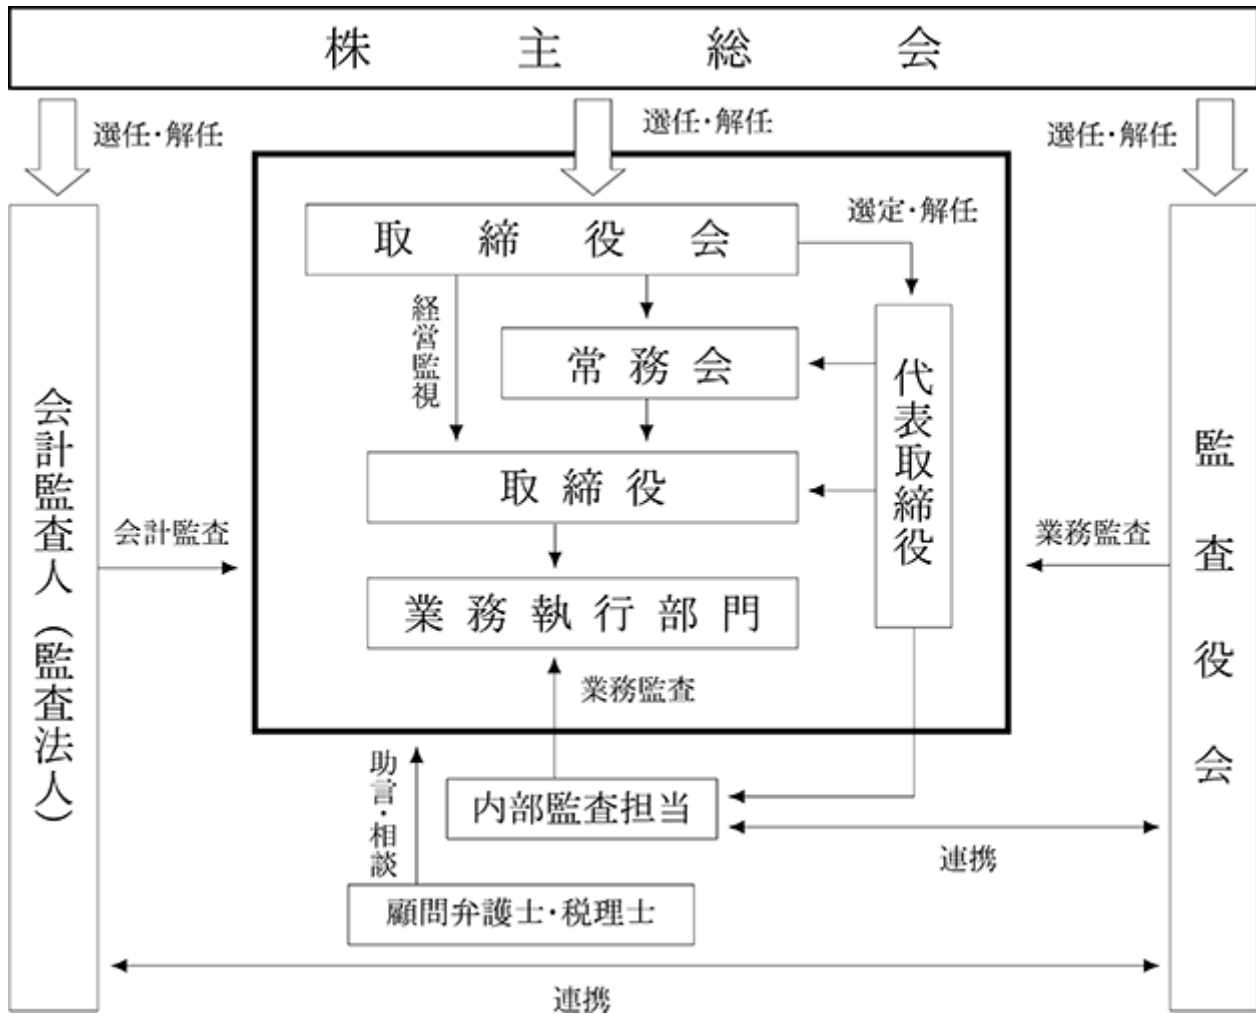 株主総会
選任・解任
選任・解任
選任・解任
取締役会
選定・解任
経営監視
常務会
代表取締役
取締役
会計監査人（監査法人）
会計監査
業務監査
監査役会
業務執行部門
業務監査
助言・相談
内部監査担当
連携
顧問弁護士・税理士
連携